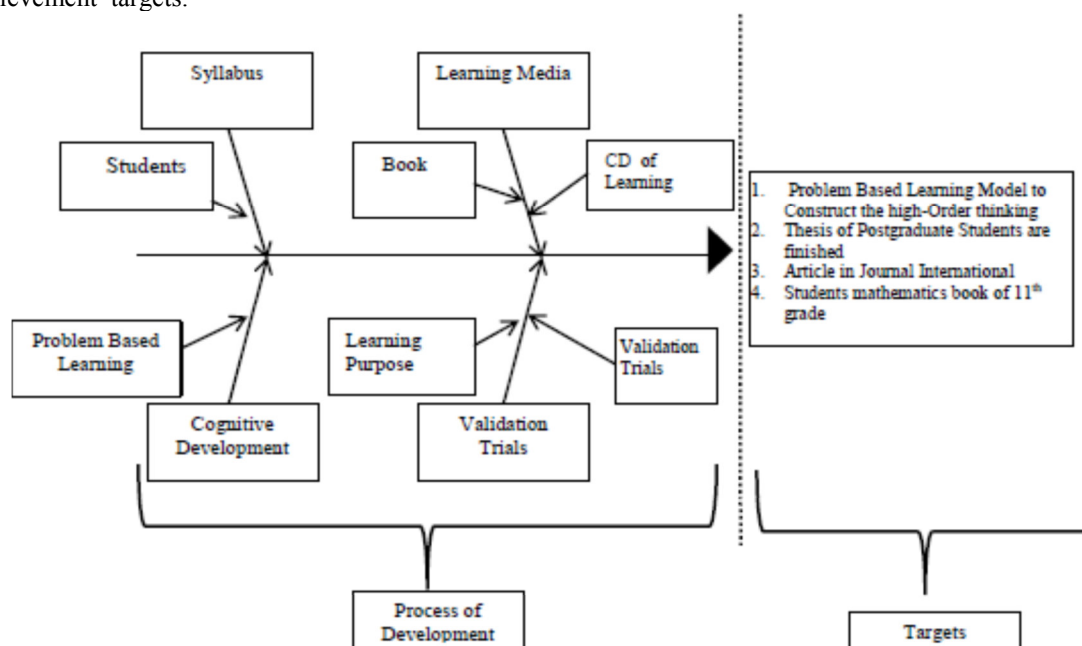 ievement targets.
Syllabus
Learning Media
Students
Book
CD of
Learning
1. Problem Based Learning Model to
Construct the high-Order thinking
2. Thesis of Postgraduate Students are
finished
3. Article in Journal International
4. Students mathematics book of 11th
grade
Problem Based
Learning
Learning
Purpose
Validation
Trials
Cognitive
Development
Validation
Trials
Process of
Development
Targets